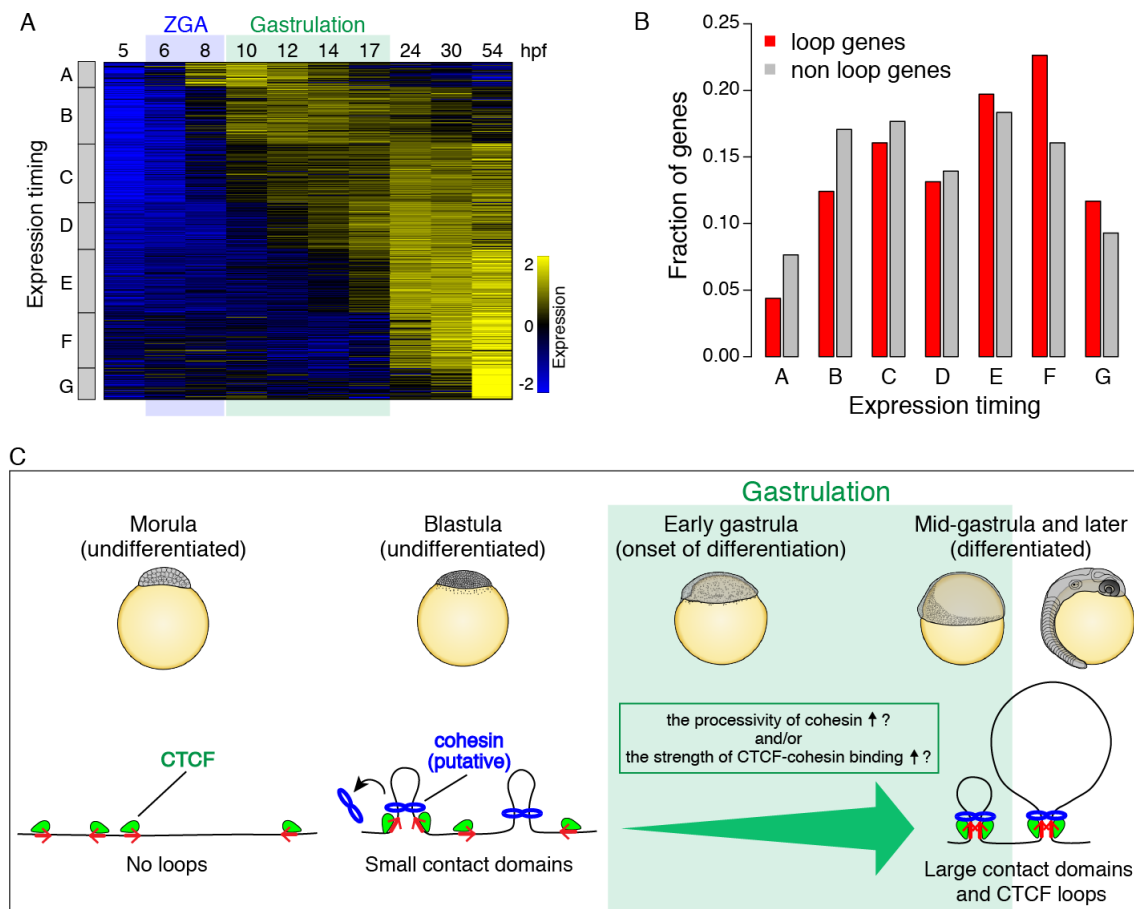 A
ZGA
Gastrulation
5 6 8 10 12 14 17 24 30 54 hpf
Expression timing
A
B
C
D
E
F
G
2
0
-2
Expression
B
loop genes
non loop genes
Fraction of genes
0.25
0.20
0.15
0.10
0.05
0.00
A B C D E F G
Expression timing
C
Gastrulation
Morula
(undifferentiated)
Blastula
(undifferentiated)
Early gastrula
(onset of differentiation)
Mid-gastrula and later
(differentiated)
the processivity of cohesin ↑ ?
and/or
the strength of CTCF-cohesin binding ↑ ?
CTCF
cohesin
(putative)
No loops
Small contact domains
Large contact domains
and CTCF loops